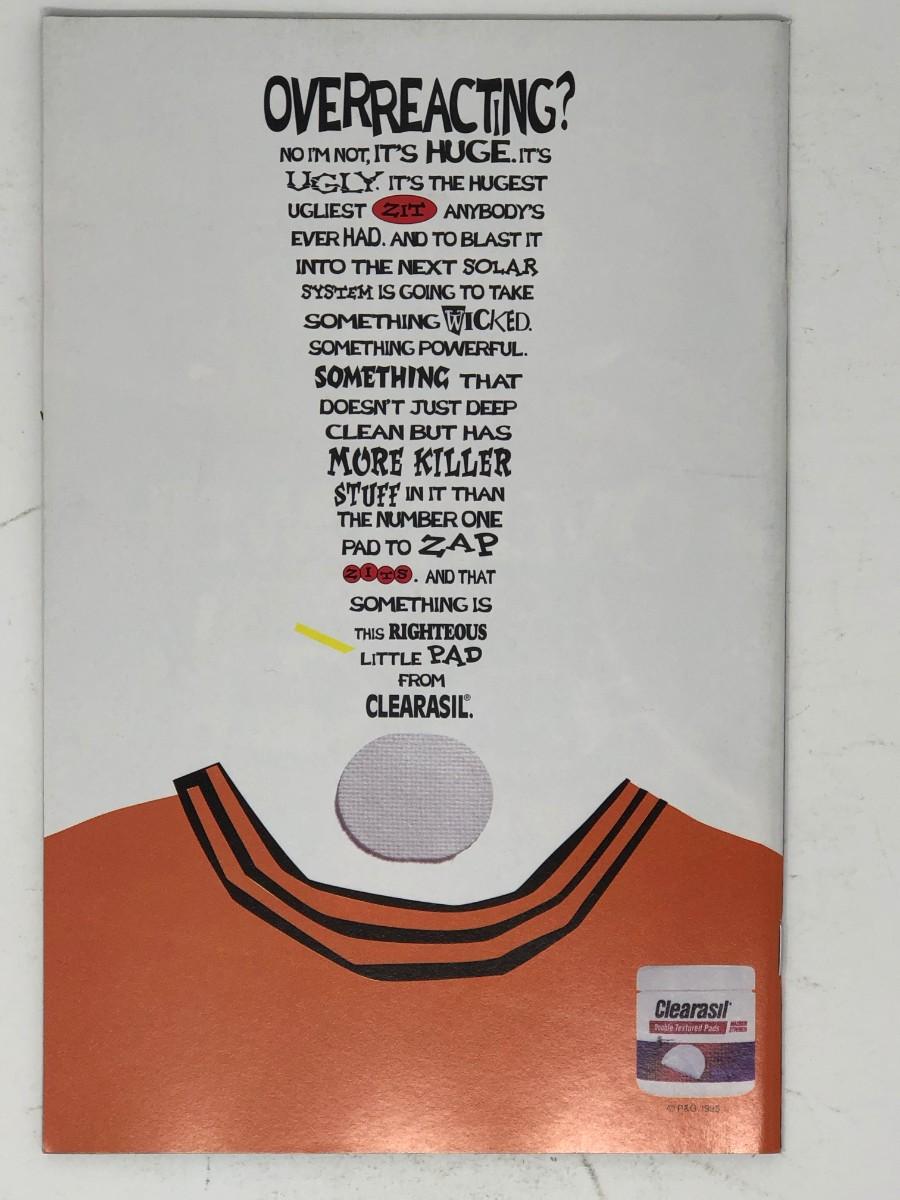 OVERREACTING?
NO I'M NOT, IT'S HUGE. IT'S
UGLY. IT'S THE HUGEST
UGLIEST ZIT ANYBODY'S
EVER HAD. AND TO BLAST IT
INTO THE NEXT SOLAR
SYSTEM IS GOING TO TAKE
SOMETHING WICKED.
SOMETHING POWERFUL.
SOMETHING THAT
DOESN'T JUST DEEP
CLEAN BUT HAS
MORE KILLER
STUFF IN IT THAN
THE NUMBER ONE
PAD TO ZAP
ZITS. AND THAT
SOMETHING IS
THIS RIGHTEOUS
LITTLE PAD
FROM
CLEARASIL®.
Clearasil®
Double Textured Pads
MAXIMUM
STRENGTH
© P&G 1995